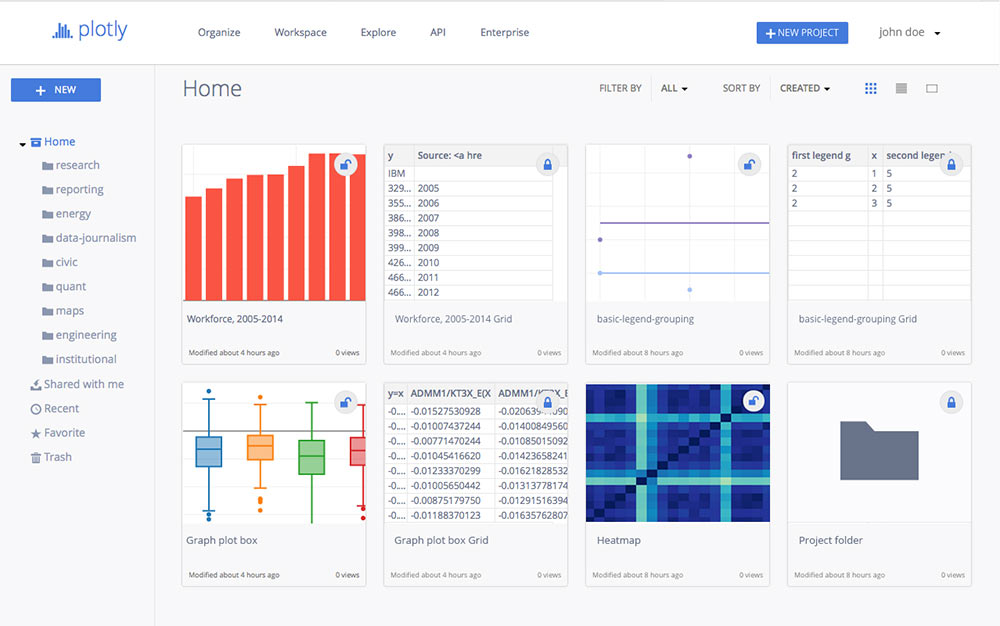 plotly
Organize Workspace Explore API Enterprise
+ NEW PROJECT
john doe
+ NEW
Home
FILTER BY ALL SORT BY CREATED
Home
research
reporting
energy
data-journalism
civic
quant
maps
engineering
institutional
Shared with me
Recent
Favorite
Trash
Workforce, 2005-2014
Modified about 4 hours ago 0 views
y Source: <a hre
IBM
329... 2005
355... 2006
386... 2007
398... 2008
399... 2009
426... 2010
466... 2011
466... 2012
Workforce, 2005-2014 Grid
Modified about 4 hours ago 0 views
basic-legend-grouping
Modified about 8 hours ago 0 views
first legend g x second legen
2 1 5
2 2 5
2 3 5
basic-legend-grouping Grid
Modified about 8 hours ago 0 views
Graph plot box
Modified about 4 hours ago 0 views
y=x ADMM1/KT3X_E(X
-0.... -0.01527530928
-0.... -0.01007437244 -0.01400849560
-0.... -0.00771470244 -0.01085015092
-0.... -0.01045416620 -0.01423658241
-0.... -0.01233370299 -0.01621828532
-0.... -0.01005650442 -0.01313778174
-0.... -0.00875179750 -0.01291516394
-0.... -0.01188370123 -0.01635762807
Graph plot box Grid
Modified about 4 hours ago 0 views
Heatmap
Modified about 8 hours ago 0 views
Project folder
Modified about 8 hours ago 0 views